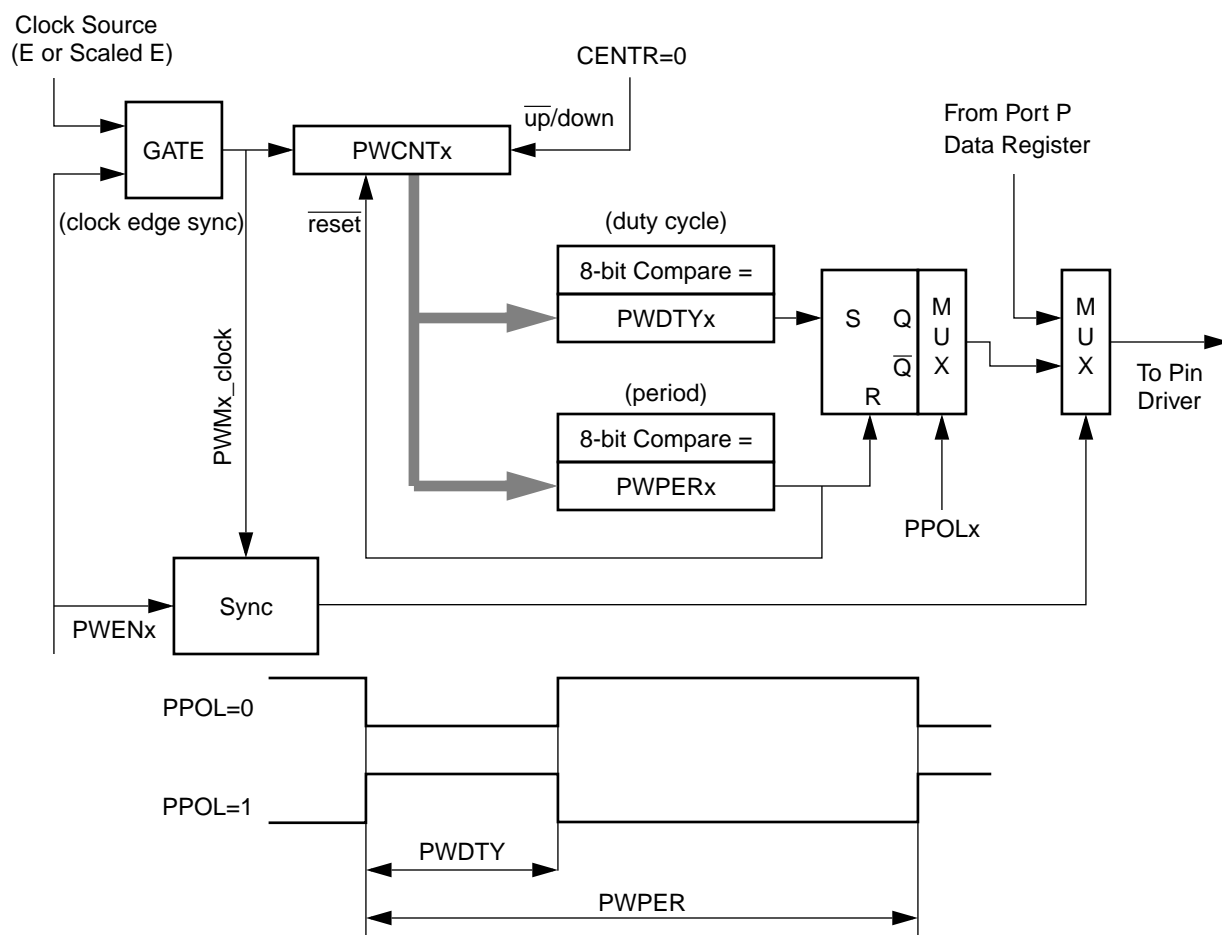 Clock Source
(E or Scaled E)
CENTR=0
u̅p̅/down
From Port P
Data Register
GATE
PWCNTx
(clock edge sync)
r̅e̅s̅e̅t̅
(duty cycle)
8-bit Compare =
PWDTYx
S
Q
M
U
X
Q̅
R
M
U
X
To Pin
Driver
PWMx_clock
(period)
8-bit Compare =
PWPERx
PPOLx
Sync
PWENx
PPOL=0
PPOL=1
PWDTY
PWPER